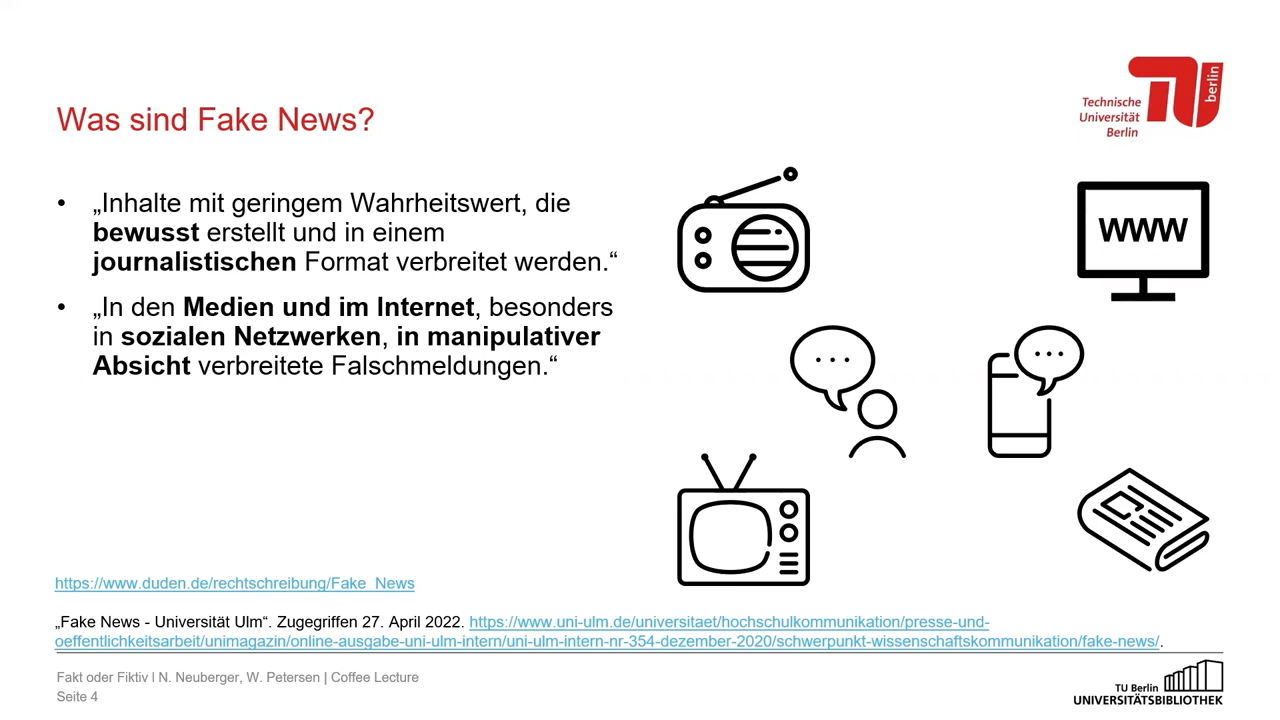 Was sind Fake News?
Technische
Universität
Berlin
berlin
• „Inhalte mit geringem Wahrheitswert, die
bewusst erstellt und in einem
journalistischen Format verbreitet werden.“
• „In den Medien und im Internet, besonders
in sozialen Netzwerken, in manipulativer
Absicht verbreitete Falschmeldungen.“
WWW
https://www.duden.de/rechtschreibung/Fake_News
„Fake News - Universität Ulm“. Zugegriffen 27. April 2022. https://www.uni-ulm.de/universitaet/hochschulkommunikation/presse-und-
oeffentlichkeitsarbeit/unimagazin/online-ausgabe-uni-ulm-intern/uni-ulm-intern-nr-354-dezember-2020/schwerpunkt-wissenschaftskommunikation/fake-news/.
Fakt oder Fiktiv I N. Neuberger, W. Petersen | Coffee Lecture
Seite 4
TU Berlin
UNIVERSITÄTSBIBLIOTHEK